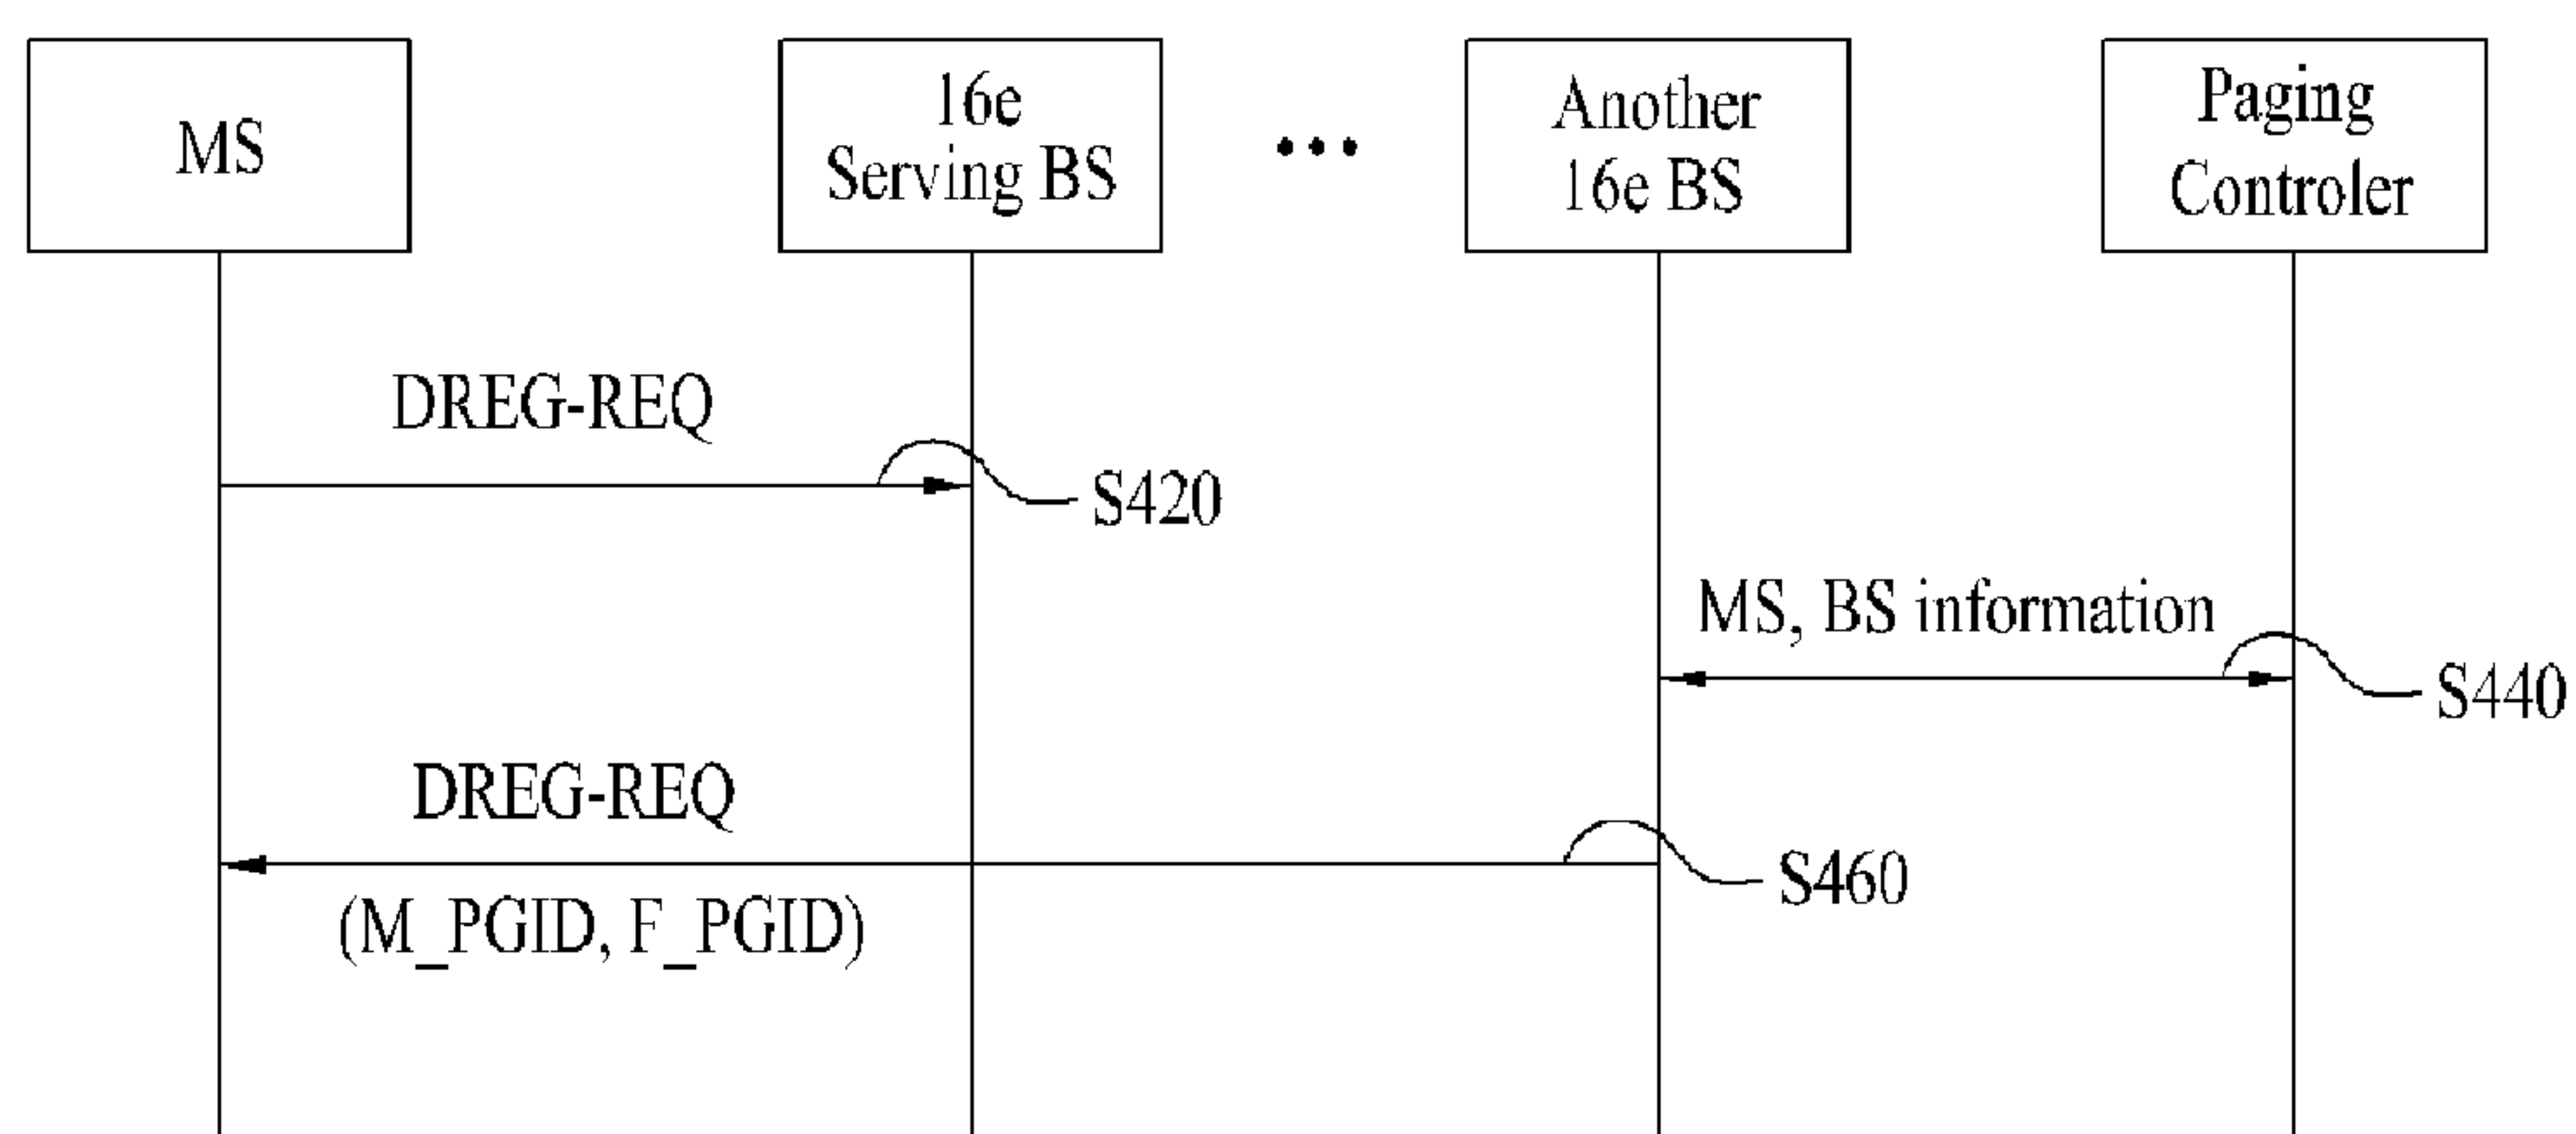 MS
16e
Serving BS
...
Another
16e BS
Paging
Controler
DREG-REQ
S420
MS, BS information
S440
DREG-REQ
S460
(M_PGID, F_PGID)